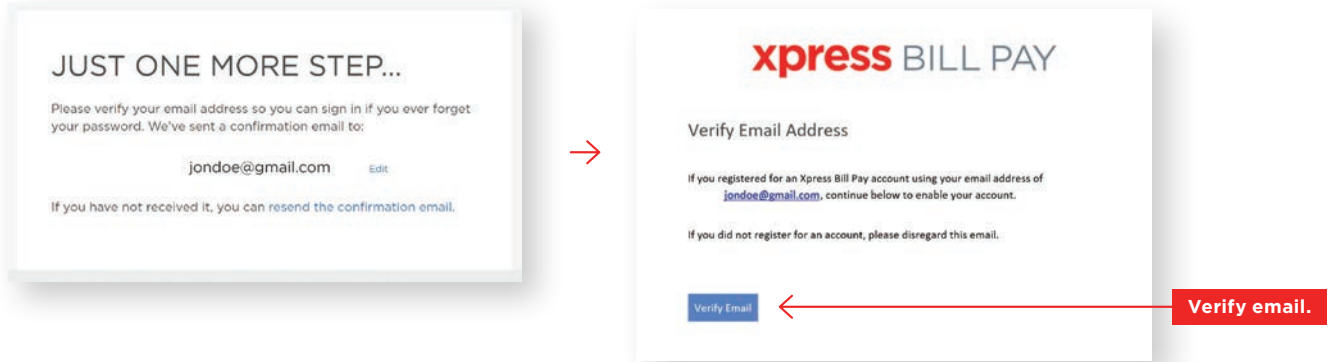 JUST ONE MORE STEP...
Please verify your email address so you can sign in if you ever forget
your password. We've sent a confirmation email to:
jondoe@gmail.com Edit
If you have not received it, you can resend the confirmation email.
xpress BILL PAY
Verify Email Address
If you registered for an Xpress Bill Pay account using your email address of
jondoe@gmail.com, continue below to enable your account.
If you did not register for an account, please disregard this email.
Verify Email
Verify email.